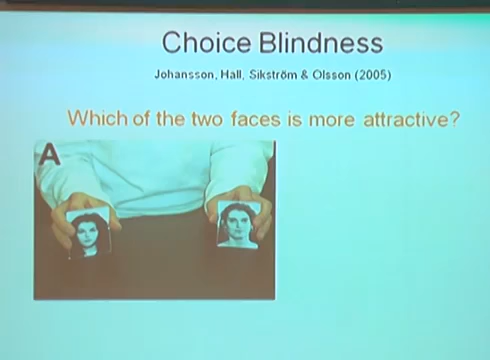 Choice Blindness
Johansson, Hall, Sikström & Olsson (2005)
Which of the two faces is more attractive?
A